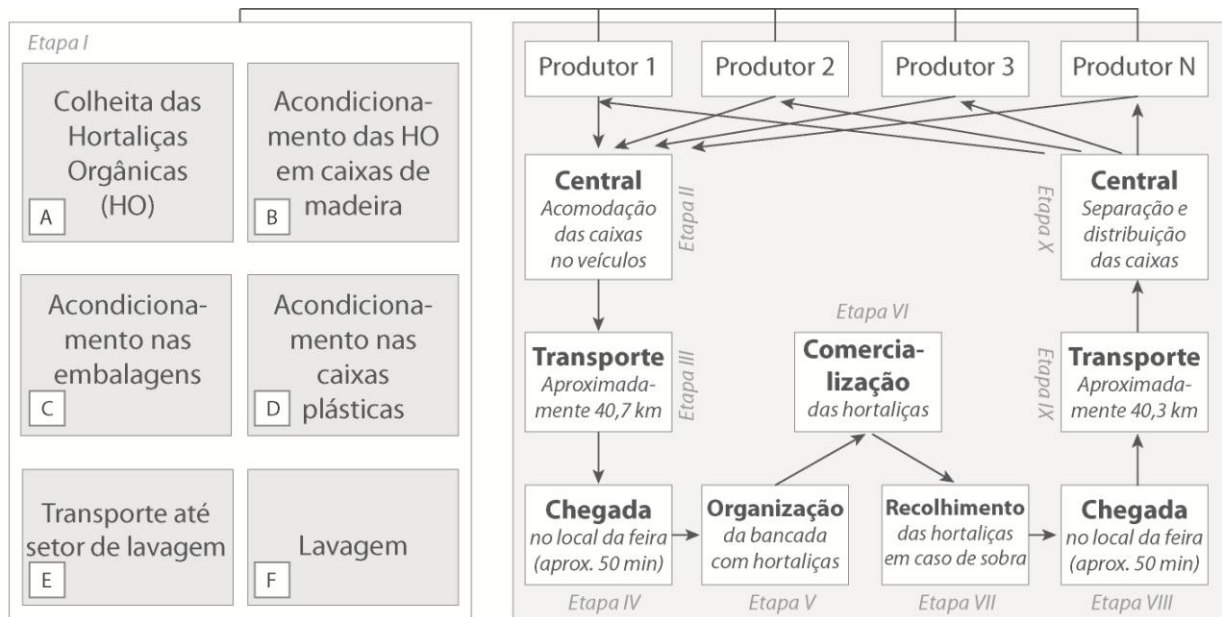 Etapa I
Colheita das
Hortaliças
Orgânicas
(HO)
A
Acondiciona-
mento das HO
em caixas de
madeira
B
Acondiciona-
mento nas
embalagens
C
Acondiciona-
mento nas
caixas
plásticas
D
Transporte até
setor de lavagem
E
Lavagem
F
Produtor 1
Produtor 2
Produtor 3
Produtor N
Central
Acomodação
das caixas
no veículos
Etapa II
Central
Separação e
distribuição
das caixas
Etapa X
Transporte
Aproximada-
mente 40,7 km
Etapa III
Etapa VI
Comercia-
lização
das hortaliças
Transporte
Aproximada-
mente 40,3 km
Etapa IX
Chegada
no local da feira
(aprox. 50 min)
Etapa IV
Organização
da bancada
com hortaliças
Etapa V
Recolhimento
das hortaliças
em caso de sobra
Etapa VII
Chegada
no local da feira
(aprox. 50 min)
Etapa VIII